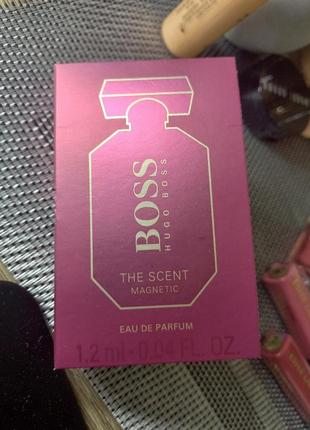 BOSS
HUGO BOSS
THE SCENT
MAGNETIC
EAU DE PARFUM
1.2 ml - 0.04 FL. OZ.